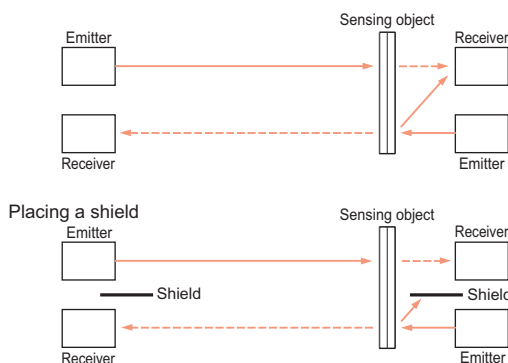 Sensing object
Emitter
Receiver
Receiver
Emitter
Placing a shield
Sensing object
Emitter
Receiver
Shield
Shield
Receiver
Emitter